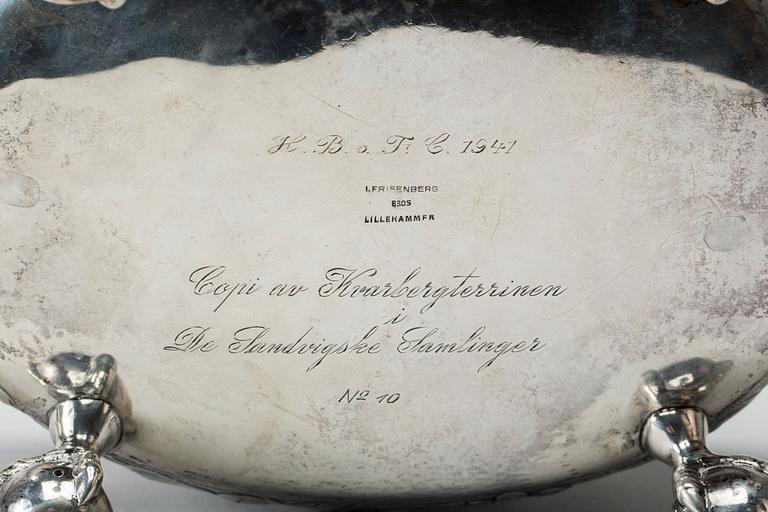 H. B. o. F. C. 1941
I.FRISENBERG
830S
LILLEHAMMER
Copi av Kvarbergterrinen
i
De Sandvigske Samlinger
No 10